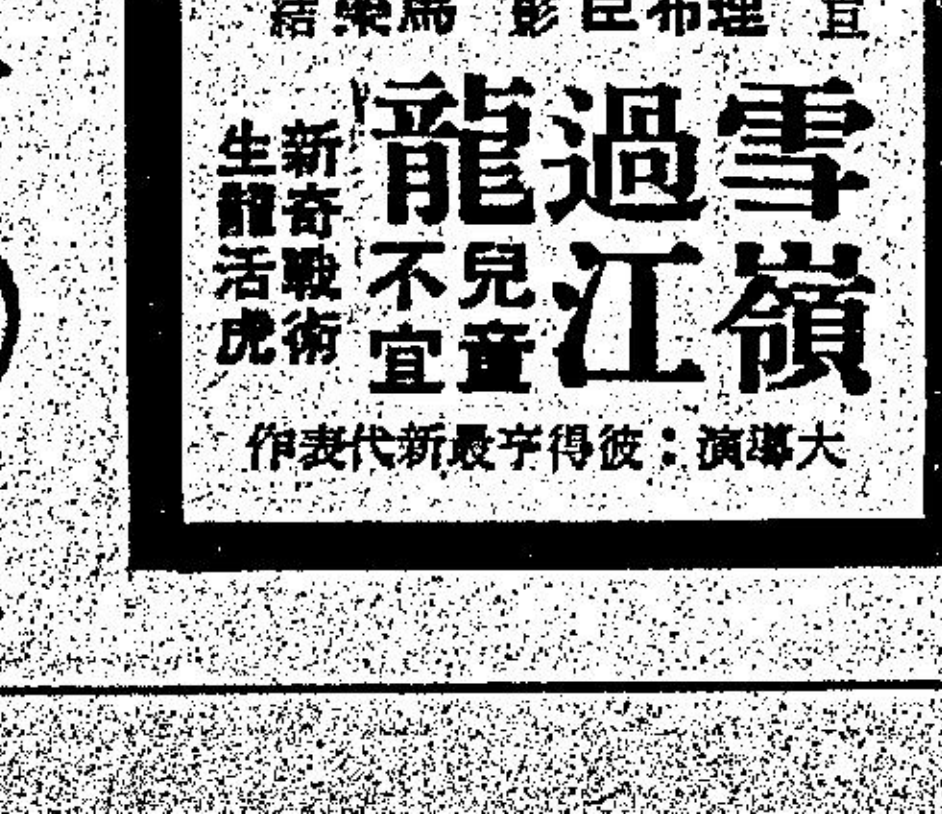 雪嶺過江龍
兒童不宜
新奇戰術
生龍活虎
大導演：彼得亨最新代表作